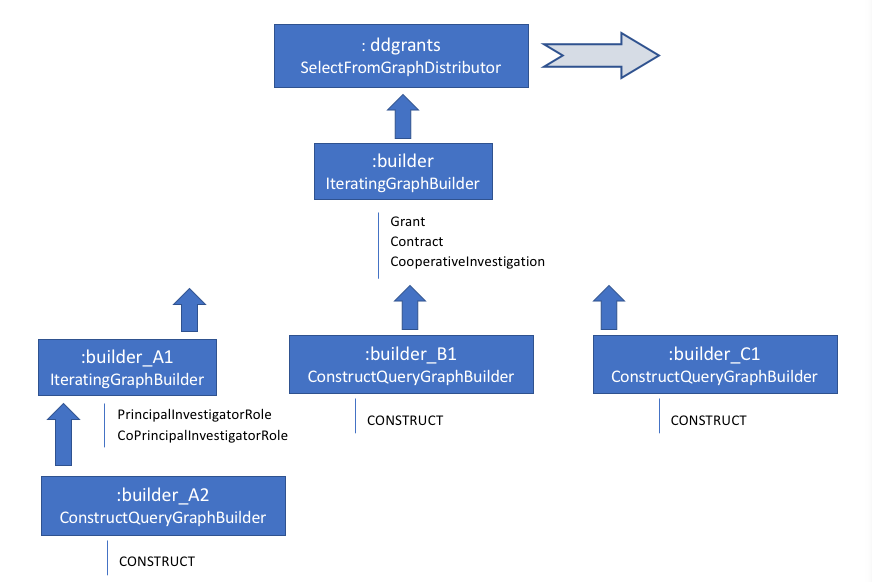 : ddgrants
SelectFromGraphDistributor
:builder
IteratingGraphBuilder
Grant
Contract
CooperativeInvestigation
:builder_A1
IteratingGraphBuilder
PrincipalInvestigatorRole
CoPrincipalInvestigatorRole
:builder_B1
ConstructQueryGraphBuilder
CONSTRUCT
:builder_C1
ConstructQueryGraphBuilder
CONSTRUCT
:builder_A2
ConstructQueryGraphBuilder
CONSTRUCT